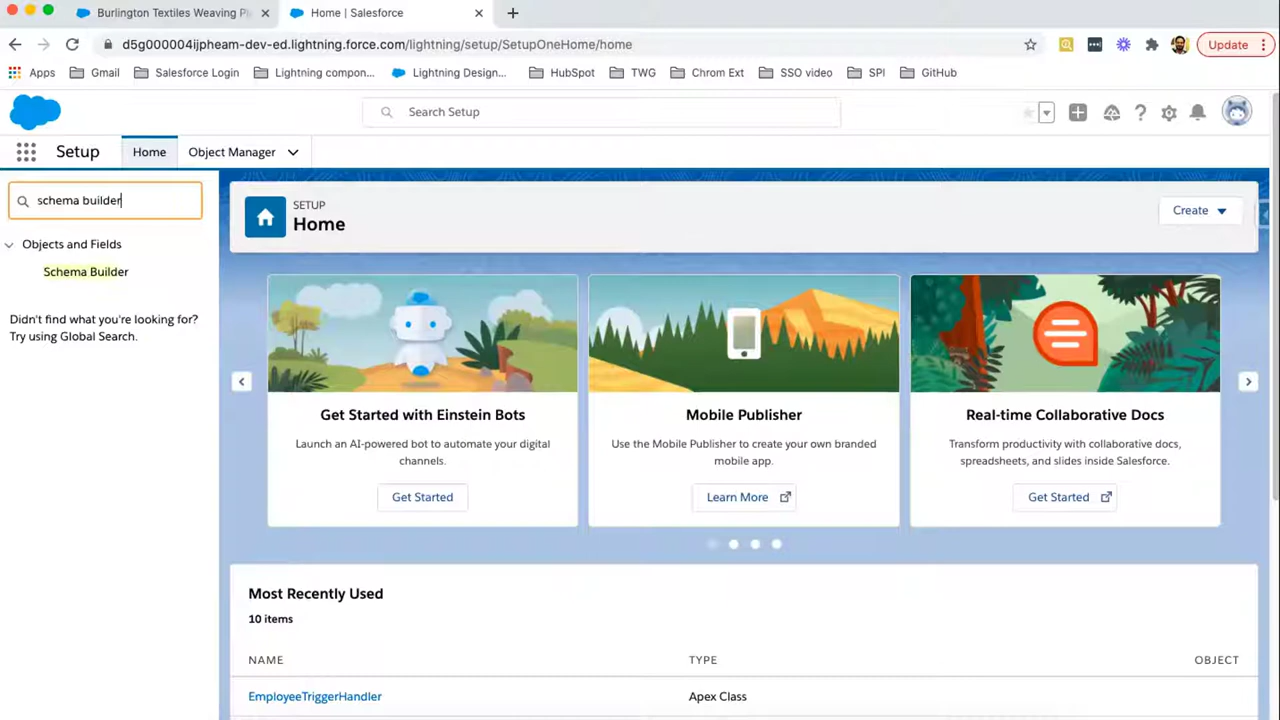 Burlington Textiles Weaving Pl
Home | Salesforce
d5g000004ijpheam-dev-ed.lightning.force.com/lightning/setup/SetupOneHome/home
Update
Apps
Gmail
Salesforce Login
Lightning compon...
Lightning Design...
HubSpot
TWG
Chrom Ext
SSO video
SPI
GitHub
Search Setup
Setup
Home
Object Manager
schema builder
Objects and Fields
Schema Builder
Didn't find what you're looking for?
Try using Global Search.
SETUP
Home
Create
Get Started with Einstein Bots
Launch an AI-powered bot to automate your digital
channels.
Get Started
Mobile Publisher
Use the Mobile Publisher to create your own branded
mobile app.
Learn More
Real-time Collaborative Docs
Transform productivity with collaborative docs,
spreadsheets, and slides inside Salesforce.
Get Started
Most Recently Used
10 items
NAME
TYPE
OBJECT
EmployeeTriggerHandler
Apex Class